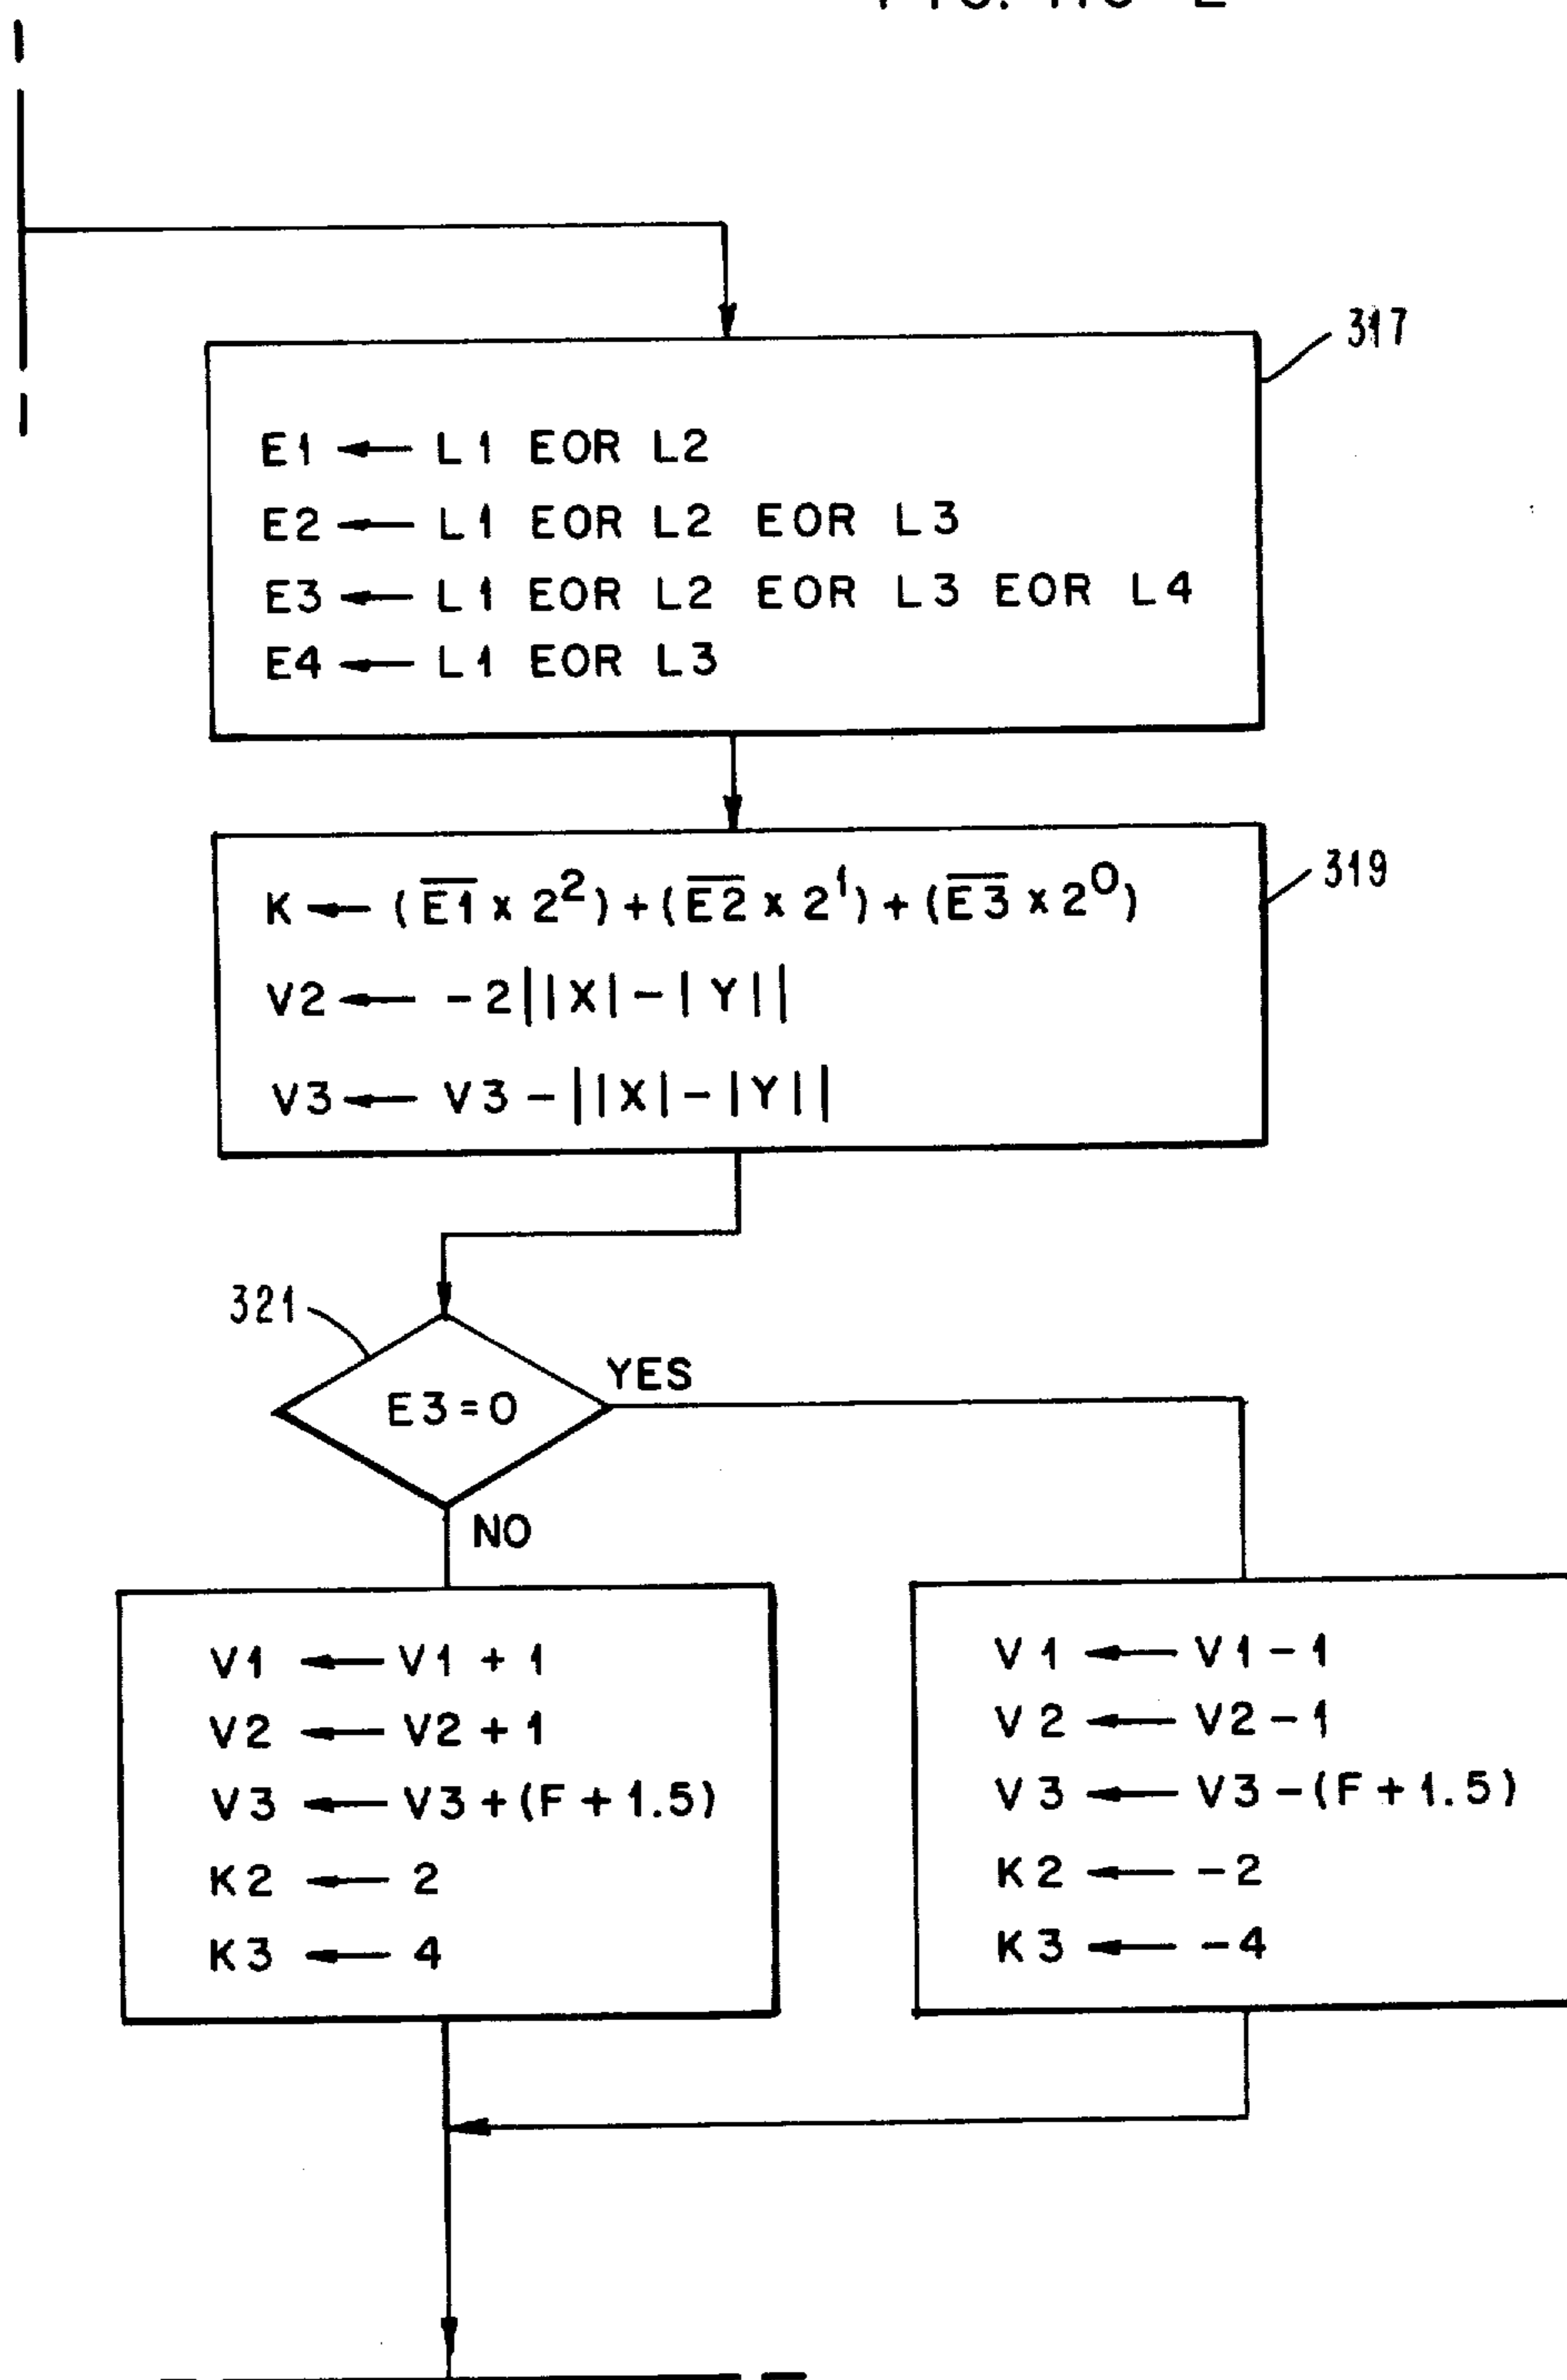 317
E1 ← L1 EOR L2
E2 ← L1 EOR L2 EOR L3
E3 ← L1 EOR L2 EOR L3 EOR L4
E4 ← L1 EOR L3
319
K ← (E̅1̅ x 2²) + (E̅2̅ x 2¹) + (E̅3̅ x 2⁰)
V2 ← -2||X|-|Y||
V3 ← V3-||X|-|Y||
321
E3=0
YES
NO
V1 ← V1 + 1
V2 ← V2 + 1
V3 ← V3+(F+1.5)
K2 ← 2
K3 ← 4
V1 ← V1-1
V2 ← V2-1
V3 ← V3-(F+1.5)
K2 ← -2
K3 ← -4